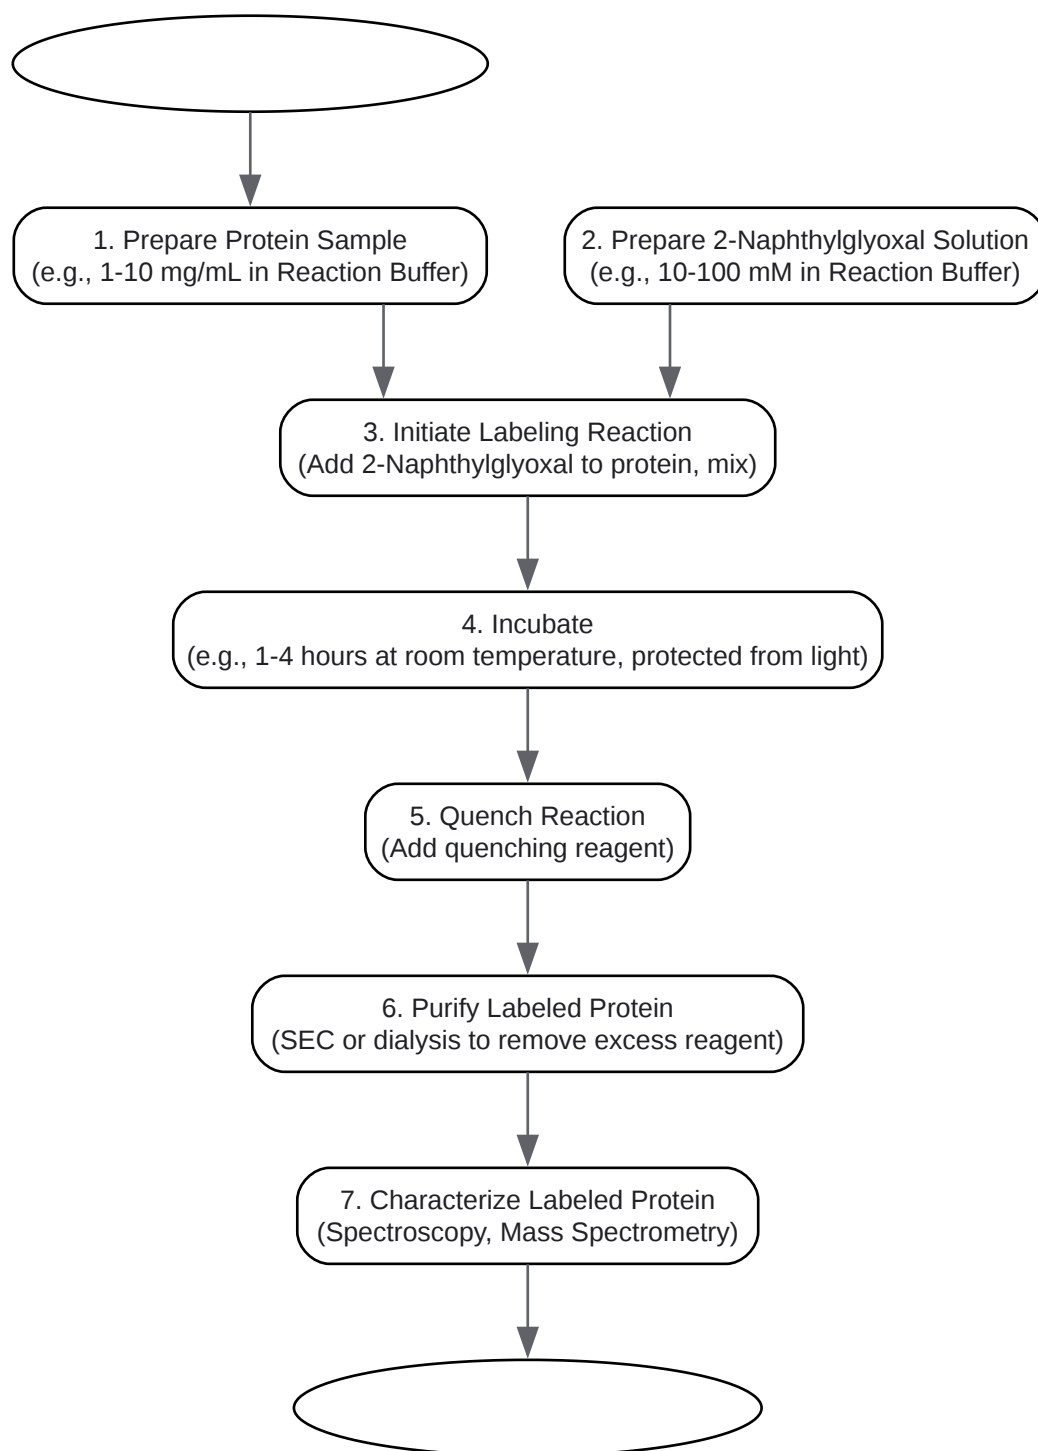 1. Prepare Protein Sample
(e.g., 1-10 mg/mL in Reaction Buffer)
2. Prepare 2-Naphthylglyoxal Solution
(e.g., 10-100 mM in Reaction Buffer)
3. Initiate Labeling Reaction
(Add 2-Naphthylglyoxal to protein, mix)
4. Incubate
(e.g., 1-4 hours at room temperature, protected from light)
5. Quench Reaction
(Add quenching reagent)
6. Purify Labeled Protein
(SEC or dialysis to remove excess reagent)
7. Characterize Labeled Protein
(Spectroscopy, Mass Spectrometry)